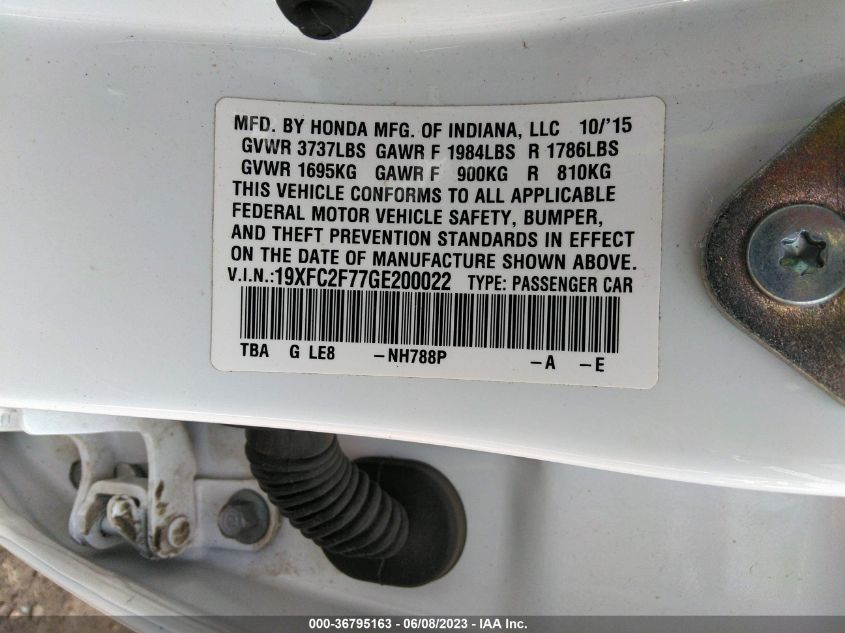 MFD. BY HONDA MFG. OF INDIANA, LLC 10/'15
GVWR 3737LBS GAWR F 1984LBS R 1786LBS
GVWR 1695KG GAWR F 900KG R 810KG
THIS VEHICLE CONFORMS TO ALL APPLICABLE
FEDERAL MOTOR VEHICLE SAFETY, BUMPER,
AND THEFT PREVENTION STANDARDS IN EFFECT
ON THE DATE OF MANUFACTURE SHOWN ABOVE.
V.I.N.:19XFC2F77GE200022 TYPE: PASSENGER CAR
TBA G LE8 -NH788P -A -E
000-36795163 - 06/08/2023 - IAA Inc.